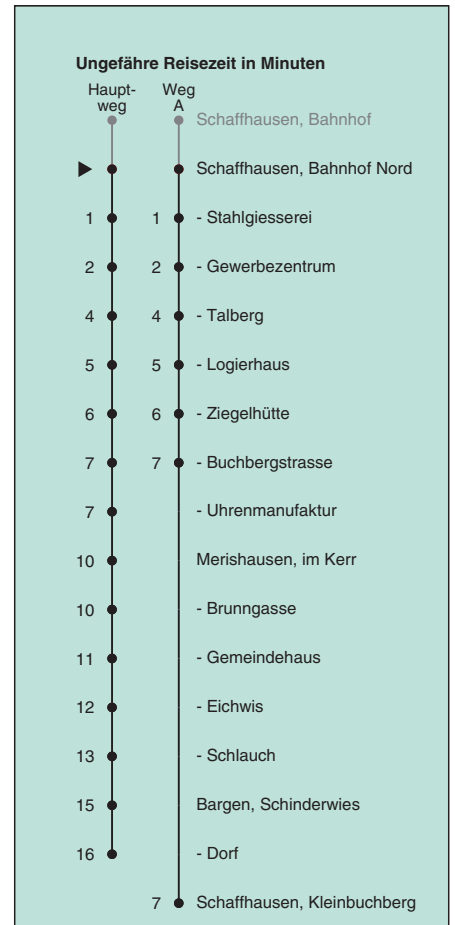 Ungefähre Reisezeit in Minuten
Haupt- Weg
weg A
Schaffhausen, Bahnhof
Schaffhausen, Bahnhof Nord
1 1 - Stahlgiesserei
2 2 - Gewerbezentrum
4 4 - Talberg
5 5 - Logierhaus
6 6 - Ziegelhütte
7 7 - Buchbergstrasse
7 - Uhrenmanufaktur
10 Merishausen, im Kerr
10 - Brunngasse
11 - Gemeindehaus
12 - Eichwis
13 - Schlauch
15 Bargen, Schinderwies
16 - Dorf
7 Schaffhausen, Kleinbuchberg